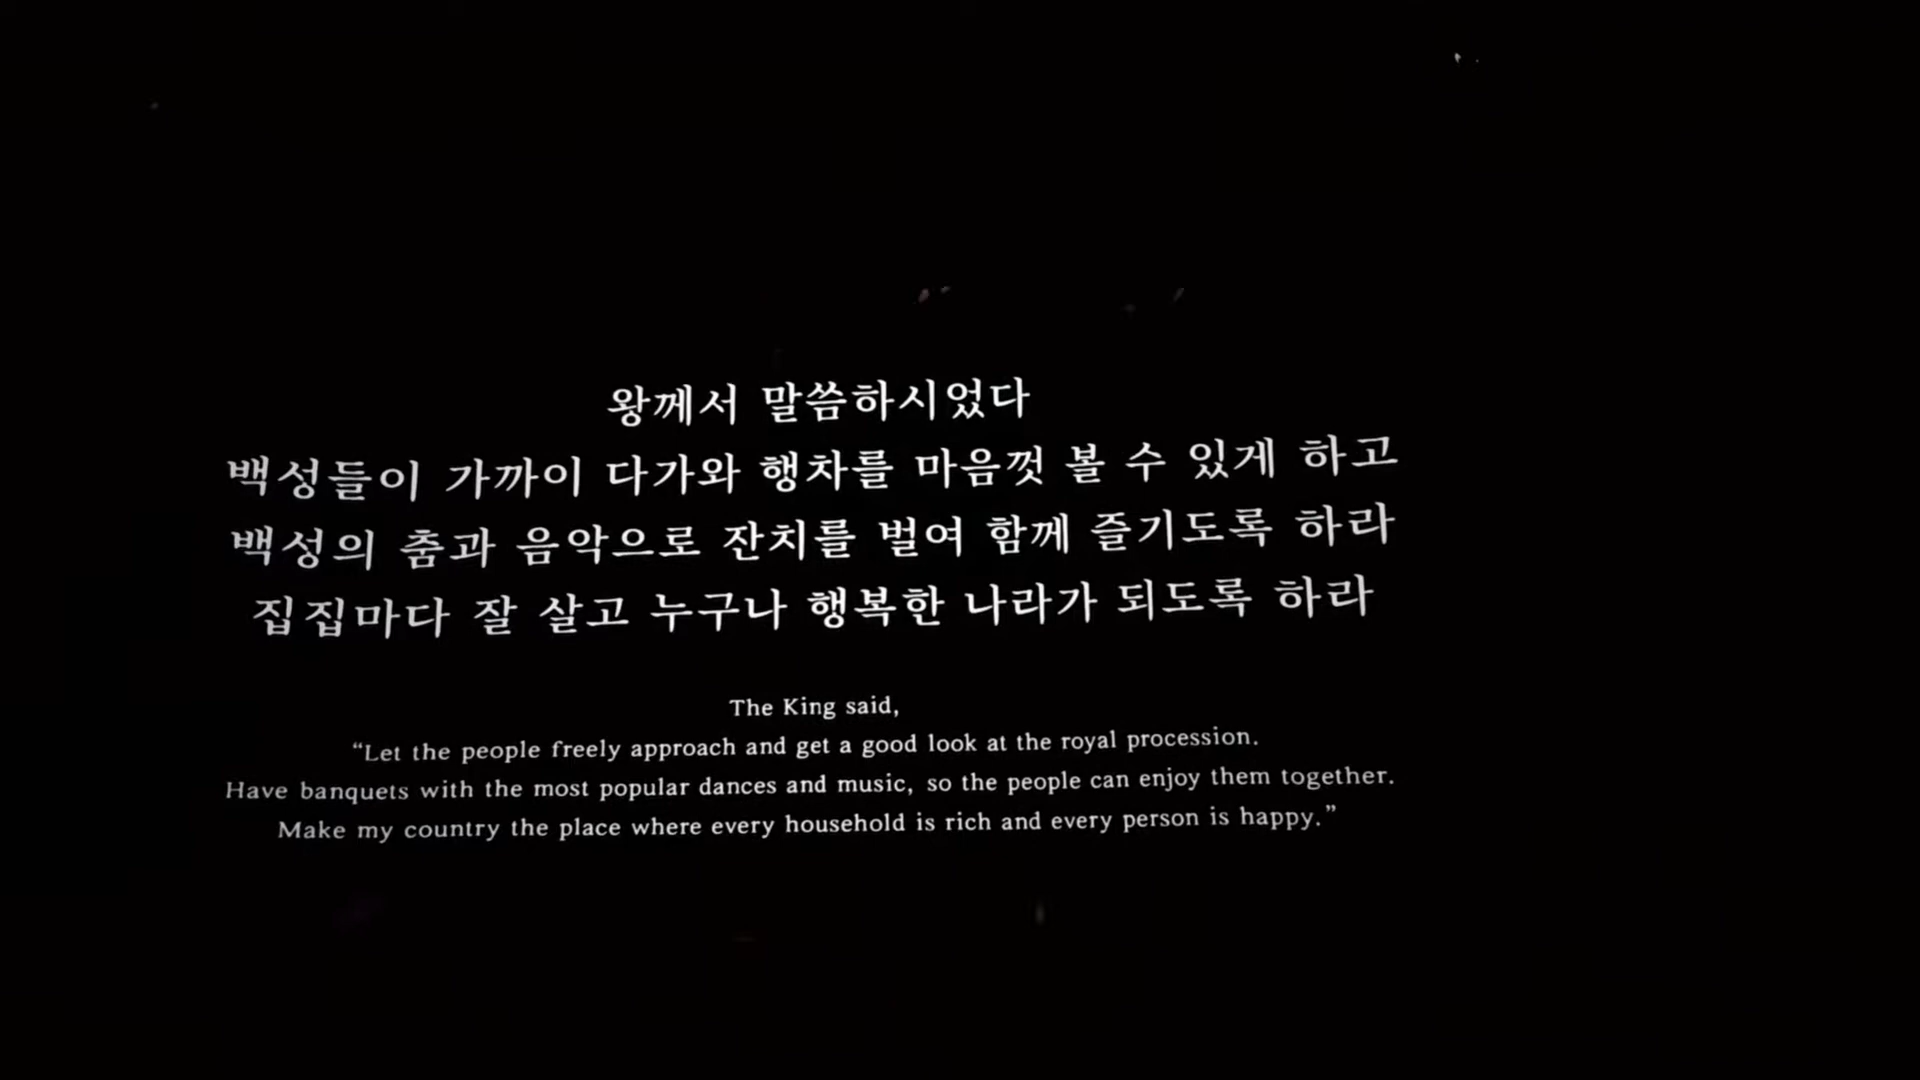 왕께서 말씀하시었다
백성들이 가까이 다가와 행차를 마음껏 볼 수 있게 하고
백성의 춤과 음악으로 잔치를 벌여 함께 즐기도록 하라
집집마다 잘 살고 누구나 행복한 나라가 되도록 하라
The King said,
“Let the people freely approach and get a good look at the royal procession.
Have banquets with the most popular dances and music, so the people can enjoy them together.
Make my country the place where every household is rich and every person is happy.”